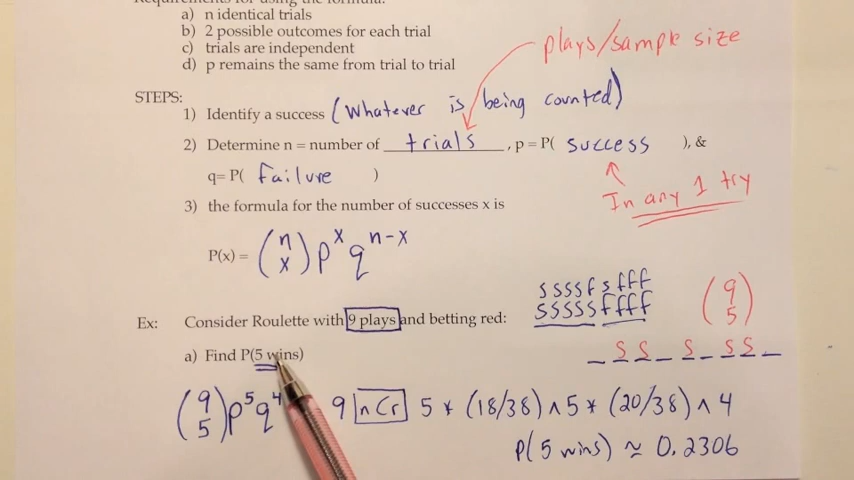 Requirements for using the formula:
a) n identical trials
b) 2 possible outcomes for each trial
c) trials are independent
d) p remains the same from trial to trial
plays/sample size
STEPS:
1) Identify a success (Whatever is being counted)
2) Determine n = number of trials, p = P( success ), &
q= P( failure )
In any 1 try
3) the formula for the number of successes x is
P(x) = (n x) p^x q^n-x
ssssfsfff
sssssffff
(9 5)
Ex: Consider Roulette with 9 plays and betting red:
_ S S _ S _ S S _
a) Find P(5 wins)
(9 5) p^5 q^4 9 nCr 5 * (18/38) ^ 5 * (20/38) ^ 4
P(5 wins) ≈ 0.2306